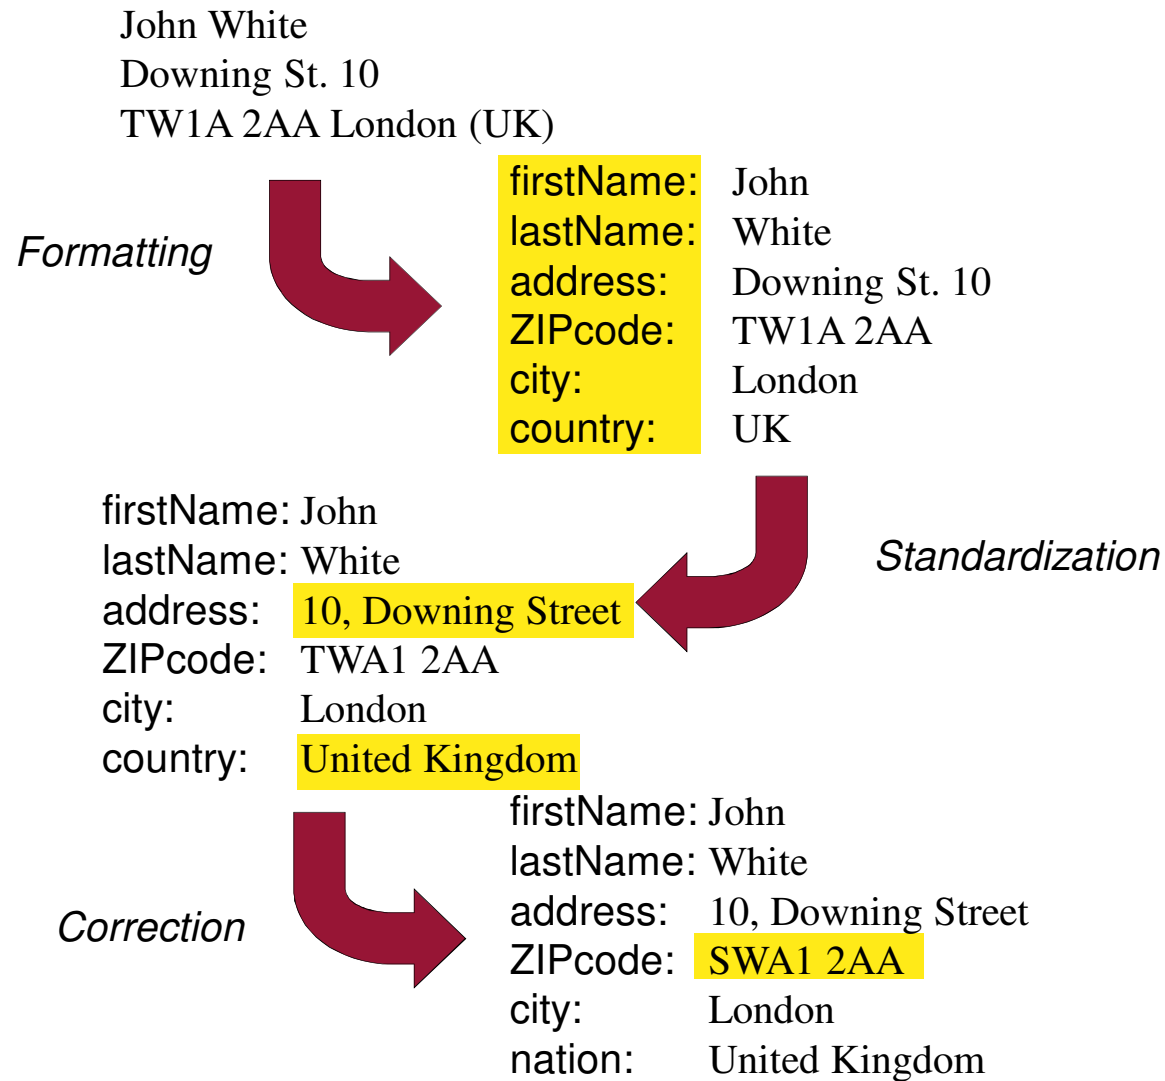 John White
Downing St. 10
TW1A 2AA London (UK)
Formatting
firstName: John
lastName: White
address: Downing St. 10
ZIPcode: TW1A 2AA
city: London
country: UK
Standardization
firstName: John
lastName: White
address: 10, Downing Street
ZIPcode: TWA1 2AA
city: London
country: United Kingdom
Correction
firstName: John
lastName: White
address: 10, Downing Street
ZIPcode: SWA1 2AA
city: London
nation: United Kingdom